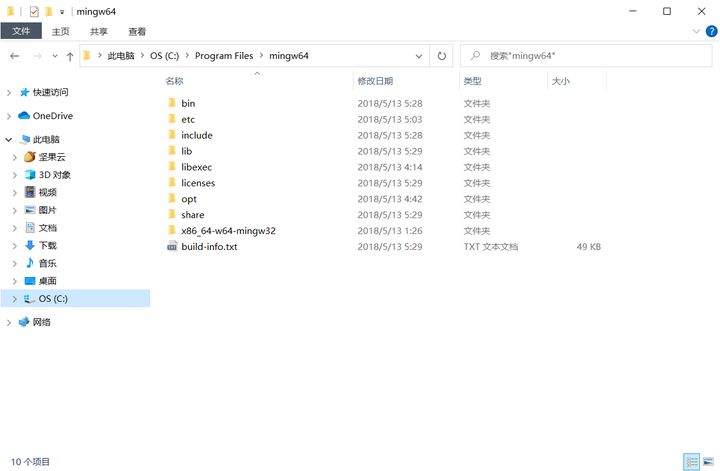 mingw64
文件 主页 共享 查看
此电脑 OS (C:) Program Files mingw64 搜索"mingw64"
名称 修改日期 类型 大小
快速访问
OneDrive
此电脑
坚果云
3D 对象
视频
图片
文档
下载
音乐
桌面
OS (C:)
网络
bin 2018/5/13 5:28 文件夹
etc 2018/5/13 5:03 文件夹
include 2018/5/13 5:28 文件夹
lib 2018/5/13 5:29 文件夹
libexec 2018/5/13 4:14 文件夹
licenses 2018/5/13 5:29 文件夹
opt 2018/5/13 4:42 文件夹
share 2018/5/13 5:29 文件夹
x86_64-w64-mingw32 2018/5/13 1:26 文件夹
build-info.txt 2018/5/13 5:29 TXT 文本文档 49 KB
10 个项目